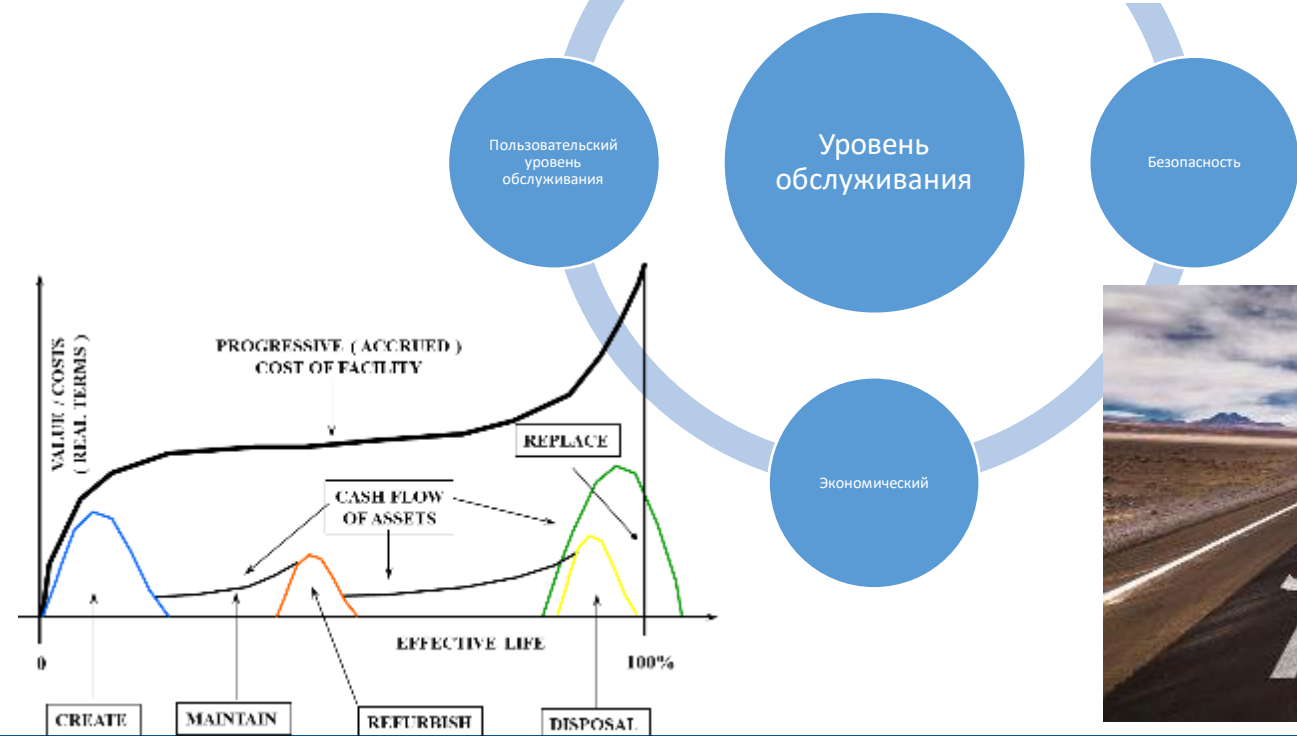 Пользовательский
уровень
обслуживания
Уровень
обслуживания
Безопасность
Экономический
VALUE / COSTS
( REAL TERMS )
PROGRESSIVE ( ACCRUED )
COST OF FACILITY
REPLACE
CASH FLOW
OF ASSETS
EFFECTIVE LIFE
0
100%
CREATE
MAINTAIN
REFURBISH
DISPOSAL